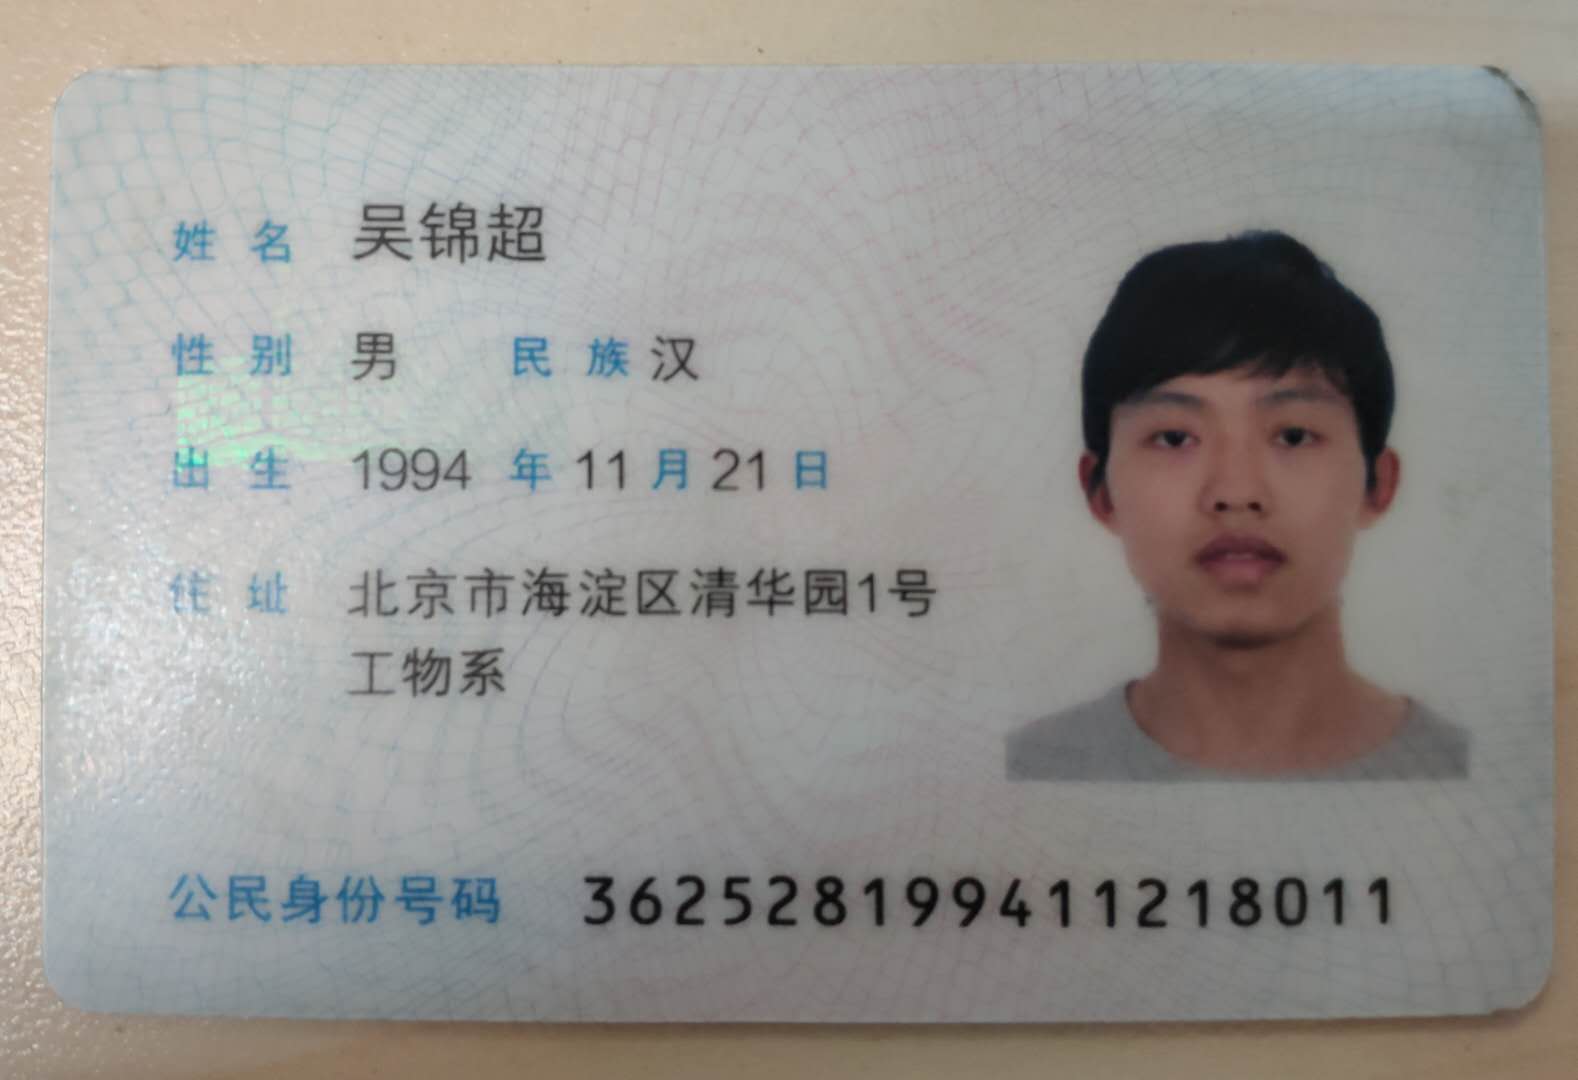 姓名 吴锦超
性别 男 民族 汉
出生 1994 年 11 月 21 日
住址 北京市海淀区清华园1号
工物系
公民身份号码 362528199411218011